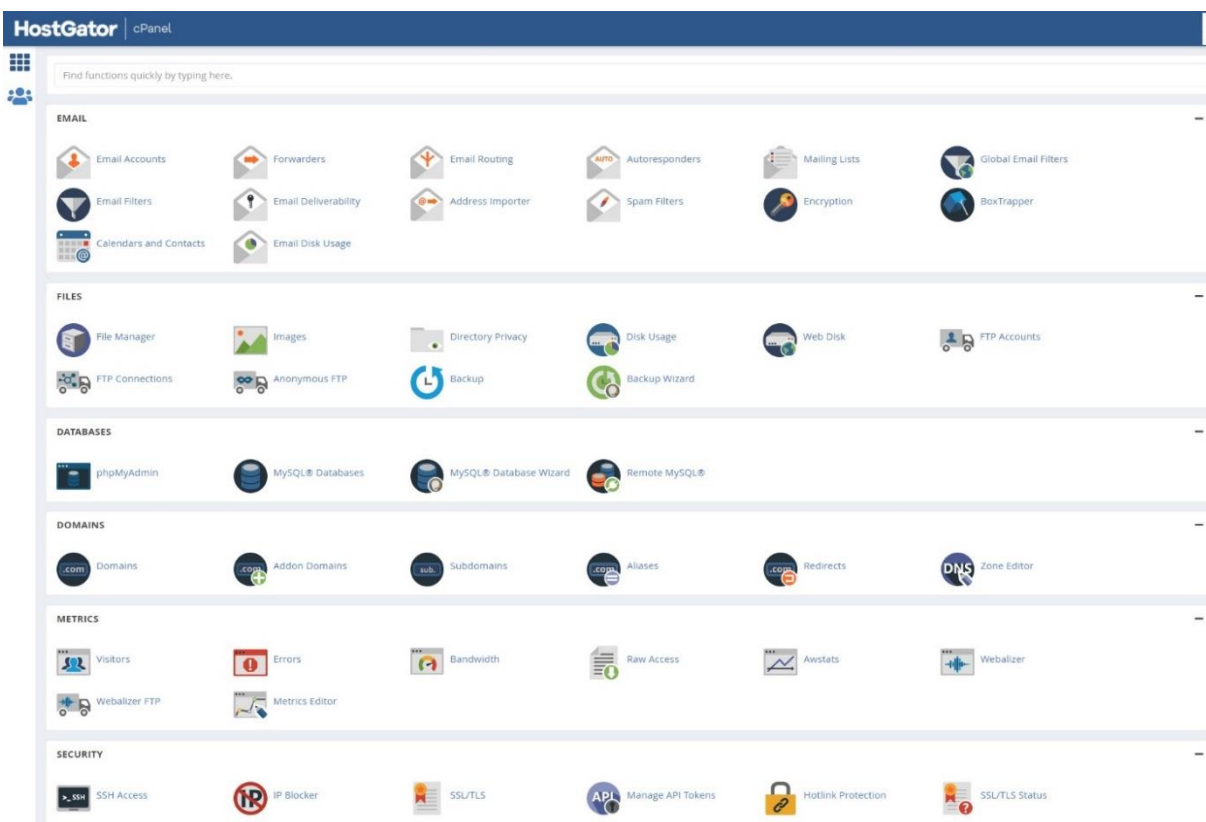 HostGator cPanel
Find functions quickly by typing here.
EMAIL
Email Accounts Forwarders Email Routing AUTO Autoresponders Mailing Lists Global Email Filters
Email Filters Email Deliverability Address Importer Spam Filters Encryption BoxTrapper
Calendars and Contacts Email Disk Usage
FILES
File Manager Images Directory Privacy Disk Usage Web Disk FTP Accounts
FTP Connections Anonymous FTP Backup Backup Wizard
DATABASES
phpMyAdmin MySQL® Databases MySQL® Database Wizard Remote MySQL®
DOMAINS
.com Domains .com Addon Domains sub. Subdomains .com Aliases .com Redirects DNS Zone Editor
METRICS
Visitors Errors Bandwidth Raw Access Awstats Webalizer
Webalizer FTP Metrics Editor
SECURITY
>_SSH SSH Access IP IP Blocker SSL/TLS API Manage API Tokens Hotlink Protection SSL/TLS Status